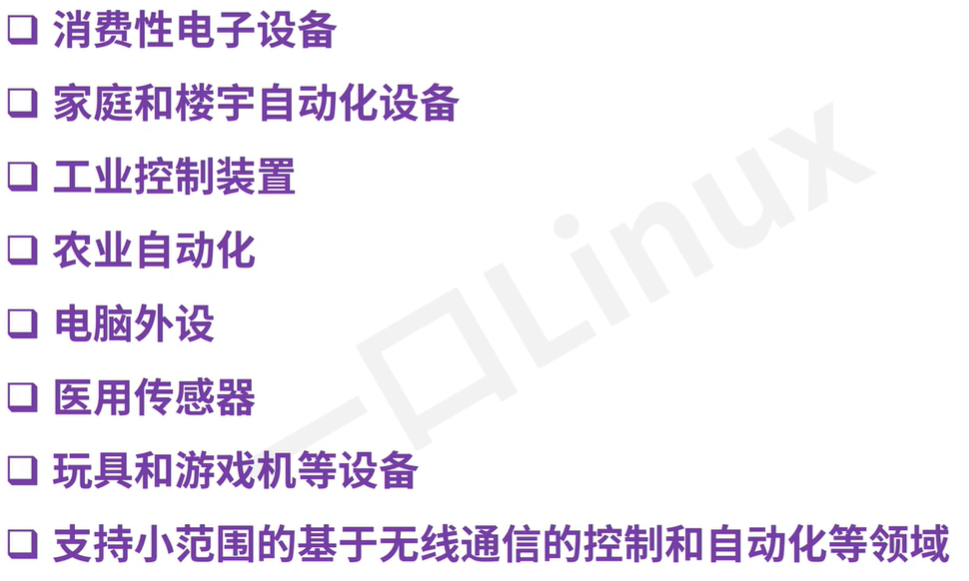 ❑ 消费性电子设备
❑ 家庭和楼宇自动化设备
❑ 工业控制装置
❑ 农业自动化
❑ 电脑外设
❑ 医用传感器
❑ 玩具和游戏机等设备
❑ 支持小范围的基于无线通信的控制和自动化等领域
一口Linux